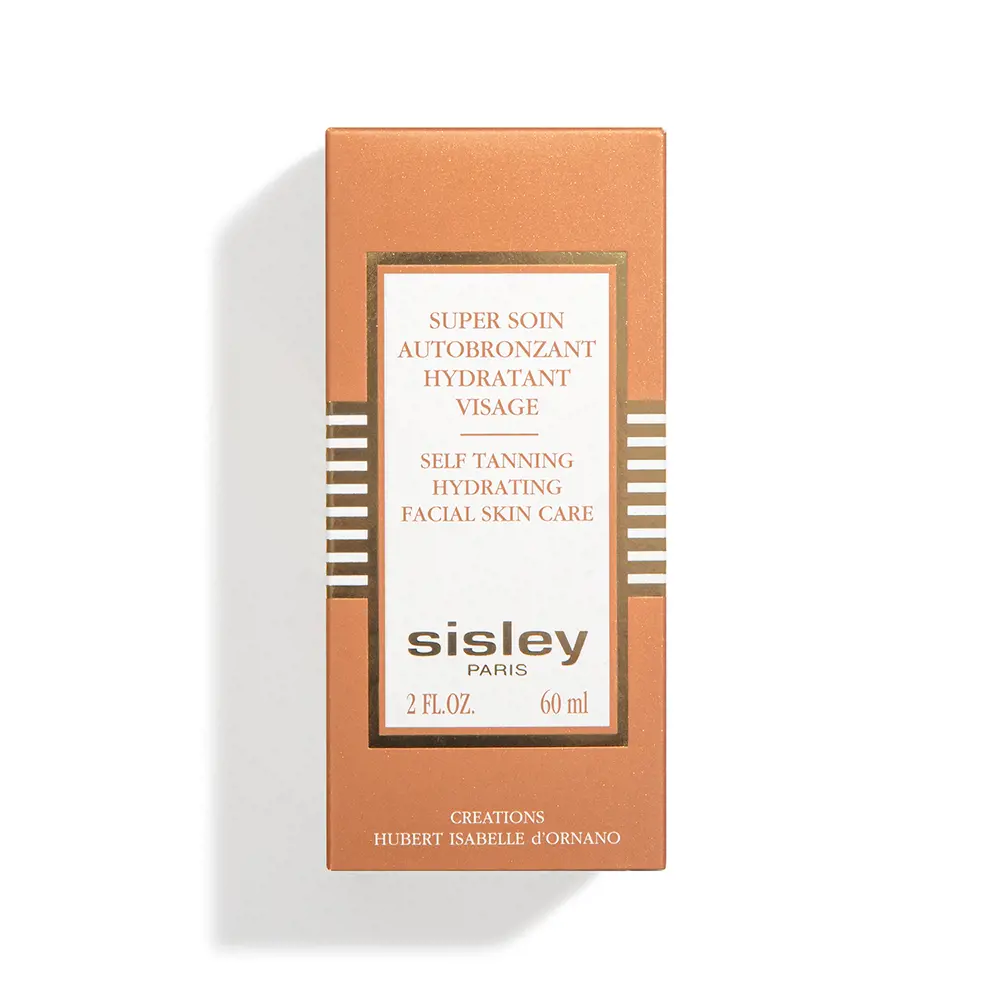 SUPER SOIN
AUTOBRONZANT
HYDRATANT
VISAGE
SELF TANNING
HYDRATING
FACIAL SKIN CARE
sisley
PARIS
2 FL.OZ. 60 ml
CREATIONS
HUBERT ISABELLE d'ORNANO